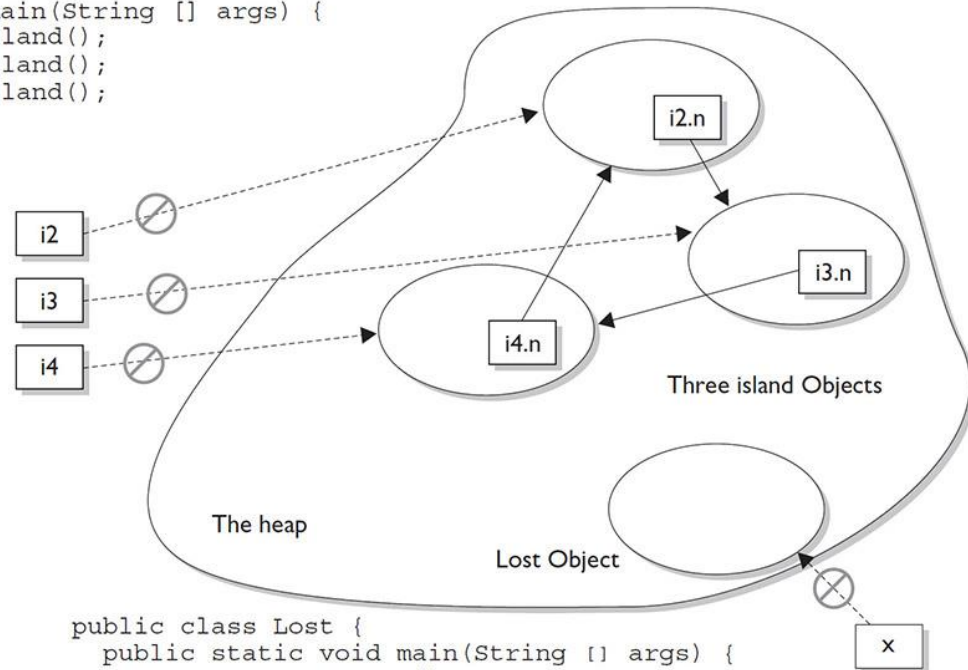 ain(String [] args) {
land();
land();
land();
i2.n
i2
i3
i3.n
i4.n
i4
Three island Objects
The heap
Lost Object
public class Lost {
x
public static void main(String [] args) {